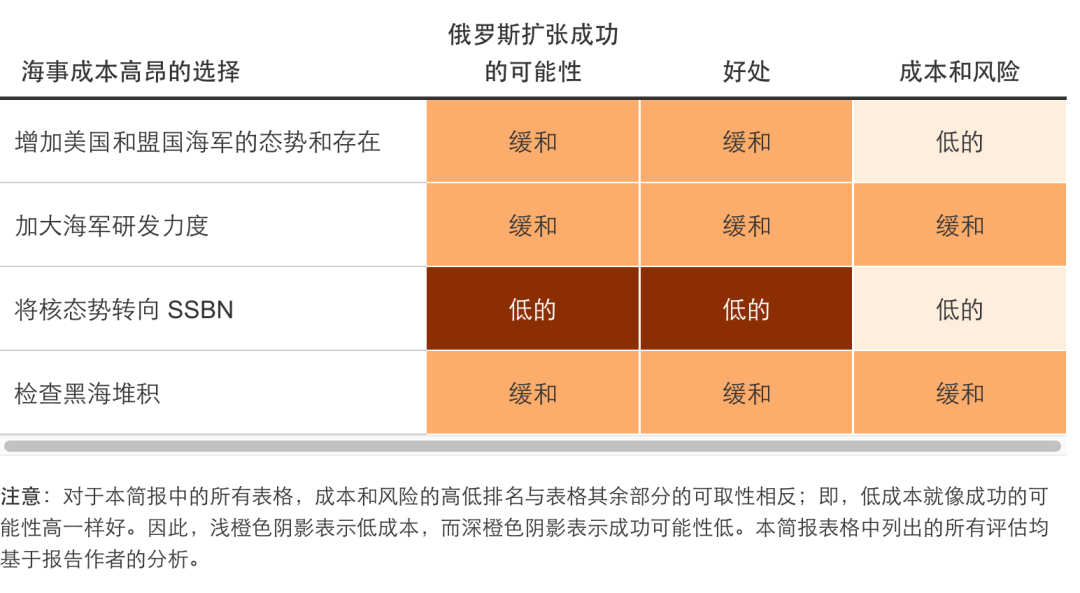 俄罗斯扩张成功
海事成本高昂的选择 的可能性 好处 成本和风险
增加美国和盟国海军的态势和存在 缓和 缓和 低的
加大海军研发力度 缓和 缓和 缓和
将核态势转向 SSBN 低的 低的 低的
检查黑海堆积 缓和 缓和 缓和
注意：对于本简报中的所有表格，成本和风险的高低排名与表格其余部分的可取性相反；即，低成本就像成功的可
能性高一样好。因此，浅橙色阴影表示低成本，而深橙色阴影表示成功可能性低。本简报表格中列出的所有评估均
基于报告作者的分析。